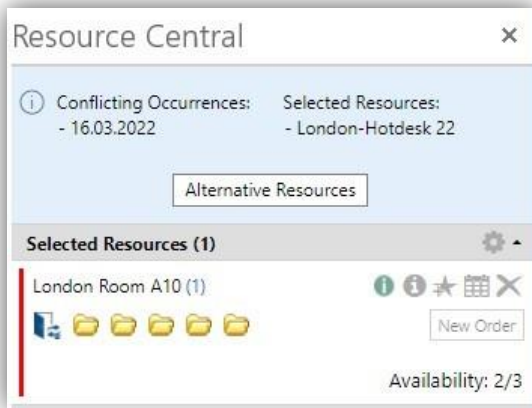 Resource Central
Conflicting Occurrences: Selected Resources:
- 16.03.2022 - London-Hotdesk 22
Alternative Resources
Selected Resources (1)
London Room A10 (1)
New Order
Availability: 2/3